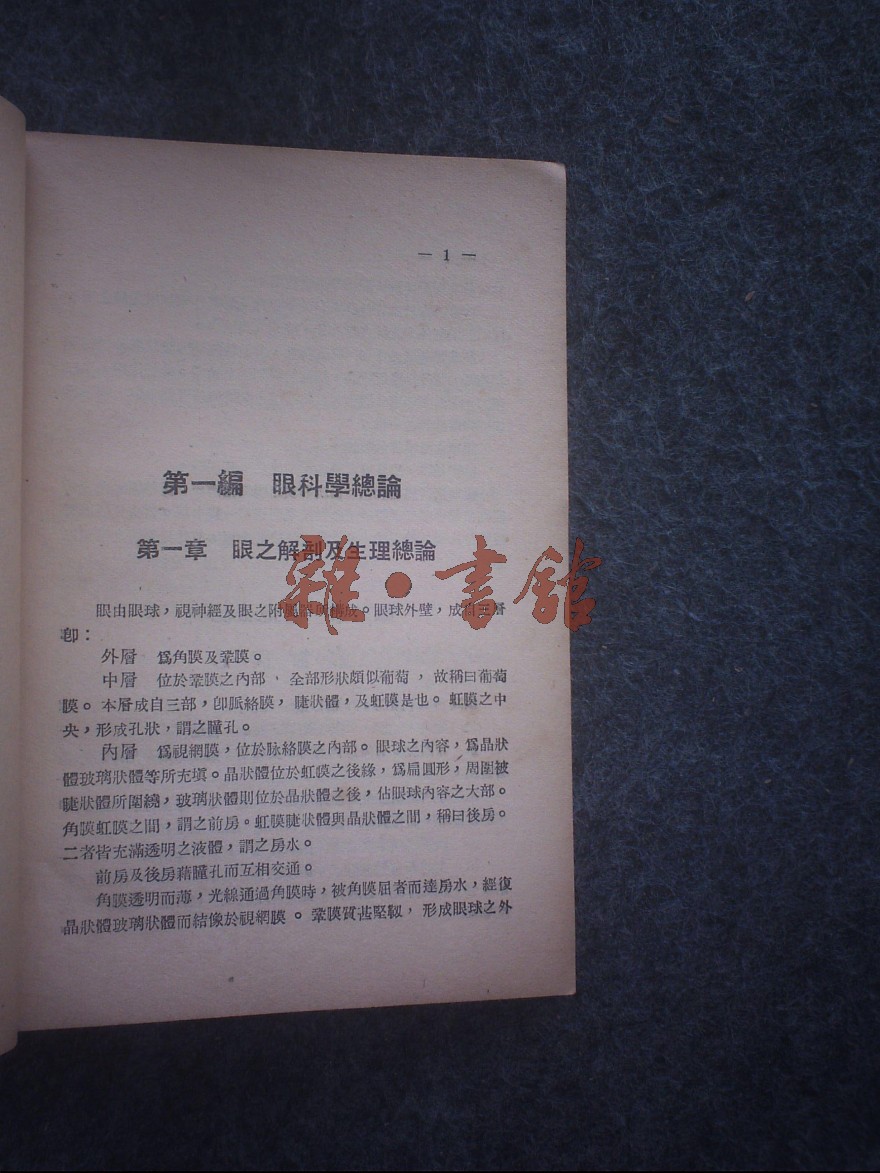 — 1 —
第一編　眼科學總論
第一章　眼之解剖及生理總論
雜·書館
眼由眼球，視神經及眼之附屬器所構成。眼球外壁，成自三層
卽：
外層　爲角膜及鞏膜。
中層　位於鞏膜之內部，全部形狀頗似葡萄，故稱曰葡萄
膜。本層成自三部，卽脈絡膜，睫狀體，及虹膜是也。虹膜之中
央，形成孔狀，謂之瞳孔。
內層　爲視網膜，位於脉絡膜之內部。眼球之內容，爲晶狀
體玻璃狀體等所充塡。晶狀體位於虹膜之後緣，爲扁圓形，周圍被
睫狀體所圍繞，玻璃狀體則位於晶狀體之後，佔眼球內容之大部。
角膜虹膜之間，謂之前房。虹膜睫狀體與晶狀體之間，稱曰後房。
二者皆充滿透明之液體，謂之房水。
前房及後房藉瞳孔而互相交通。
角膜透明而薄，光線通過角膜時，被角膜屈者而達房水，經復
晶狀體玻璃狀體而結像於視網膜。鞏膜質甚堅靱，形成眼球之外